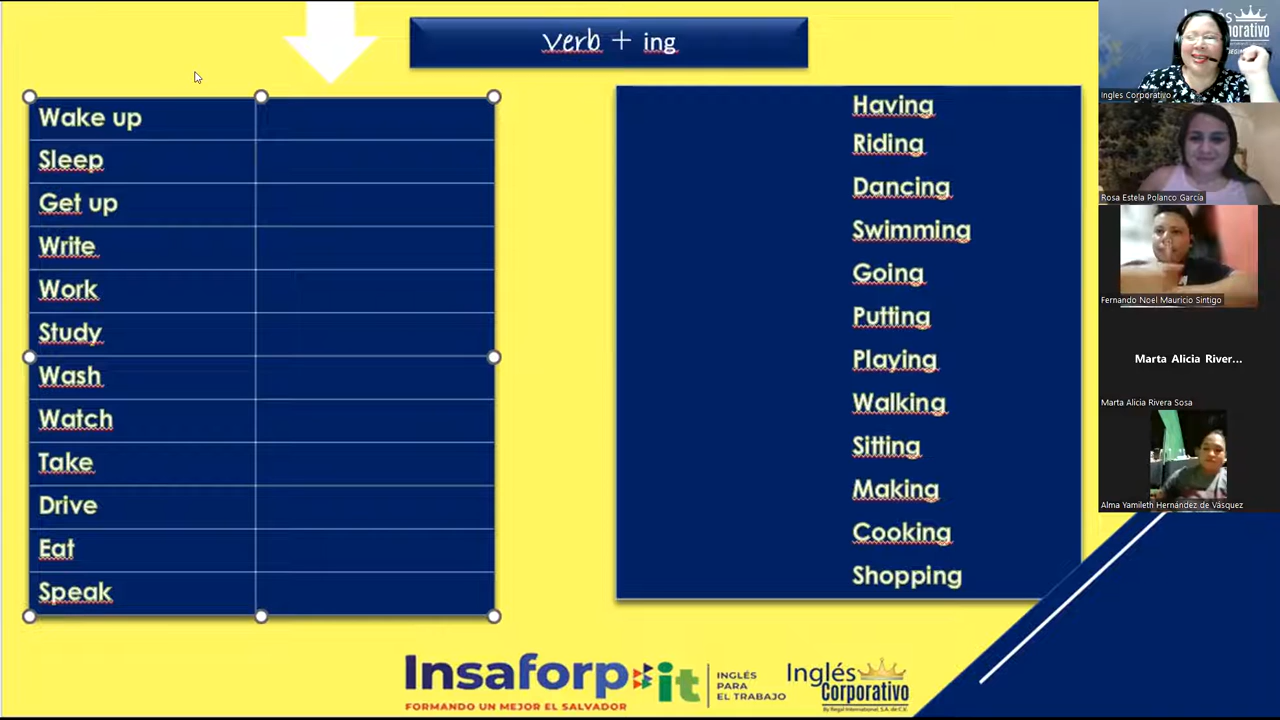 verb + ing
Wake up
Sleep
Get up
Write
Work
Study
Wash
Watch
Take
Drive
Eat
Speak
Having
Riding
Dancing
Swimming
Going
Putting
Playing
Walking
Sitting
Making
Cooking
Shopping
Insaforp it
FORMANDO UN MEJOR EL SALVADOR
INGLÉS
PARA
EL TRABAJO
Inglés
Corporativo
Ingles Corporativo
Rosa Estela Polanco García
Fernando Noel Mauricio Sintigo
Marta Alicia River...
Marta Alicia Rivera Sosa
Alma Yamileth Hernández de Vásquez